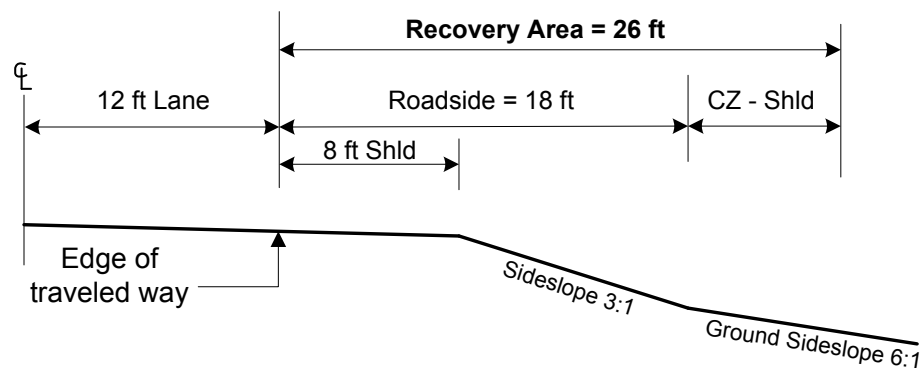 Recovery Area = 26 ft
℄
12 ft Lane
Roadside = 18 ft
CZ - Shld
8 ft Shld
Edge of
traveled way
Sideslope 3:1
Ground Sideslope 6:1